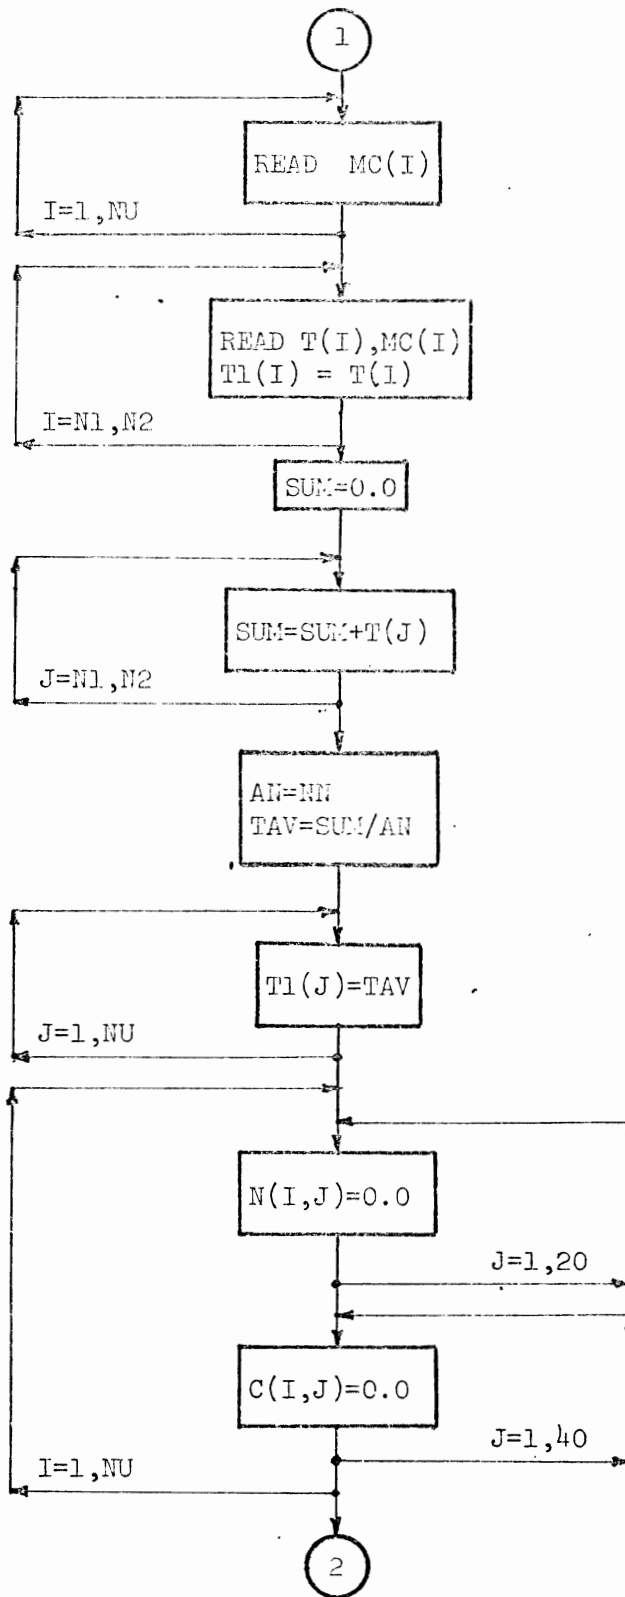 1
READ MC(I)
I=1,NU
READ T(I),MC(I)
T1(I) = T(1)
I=N1,N2
SUM=0.0
SUM=SUM+T(J)
J=N1,N2
AN=NN
TAV=SUM/AN
T1(J)=TAV
J=1,NU
N(I,J)=0.0
J=1,20
C(I,J)=0.0
J=1,40
I=1,NU
2